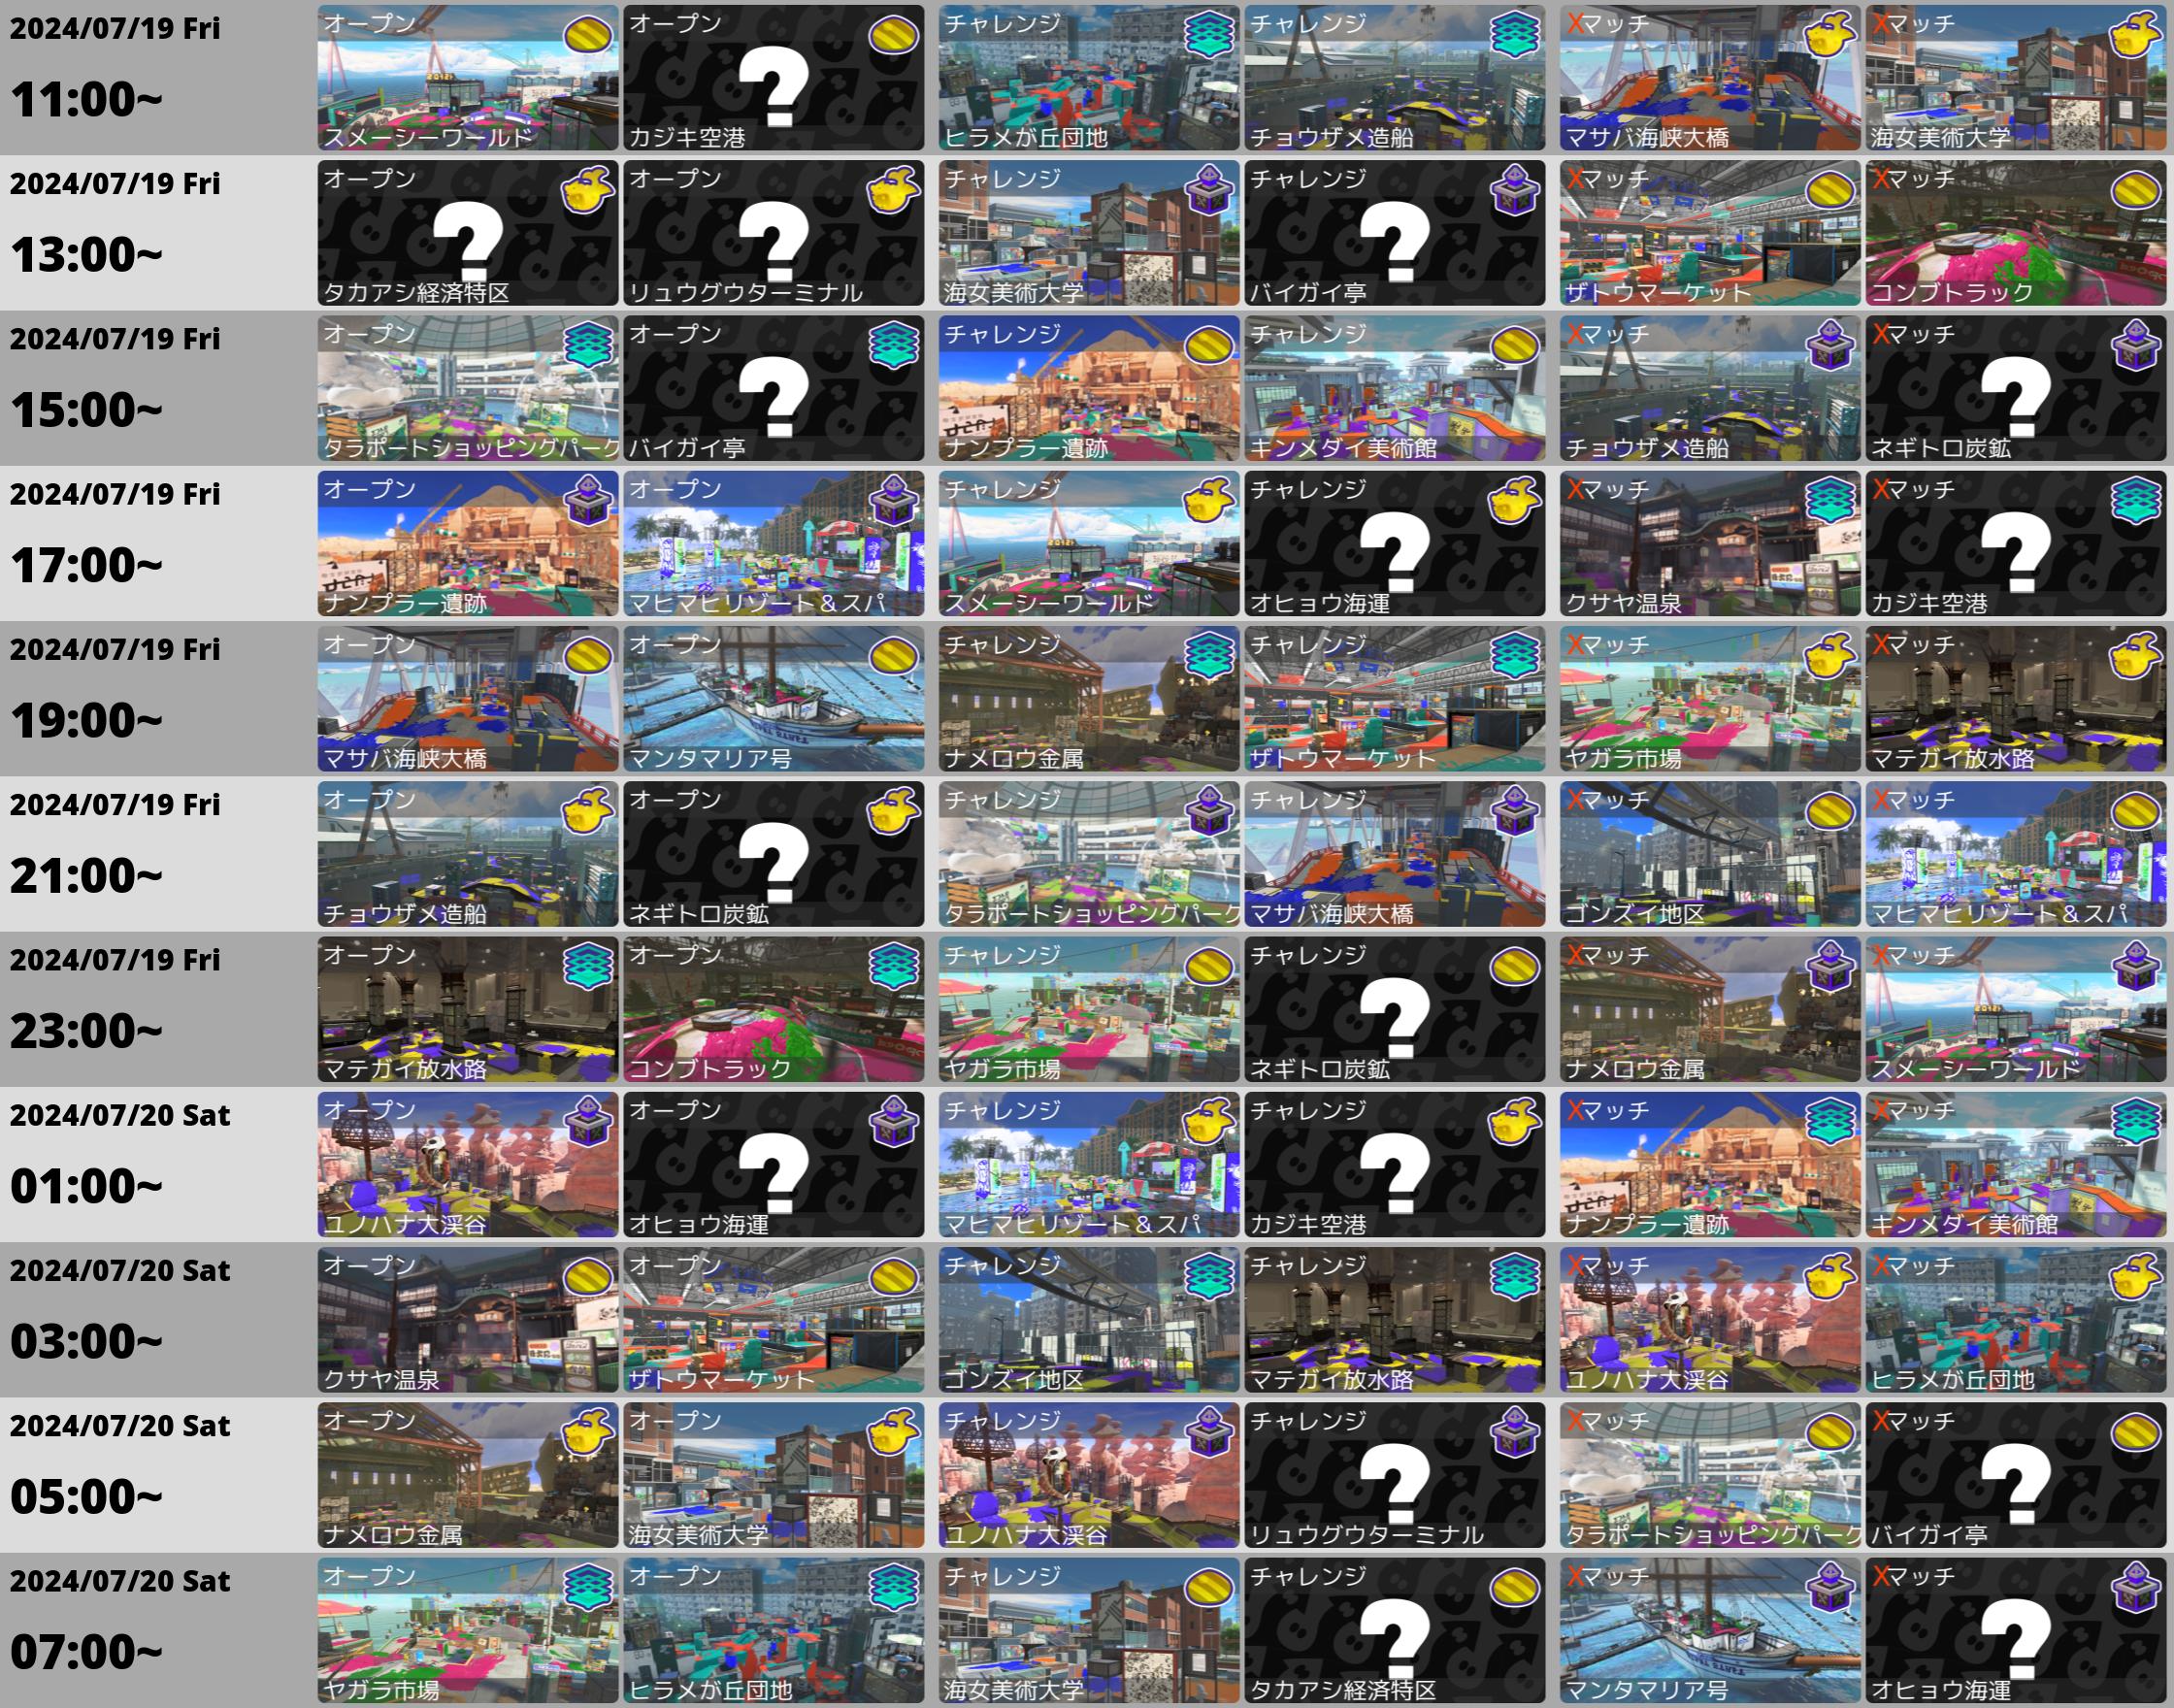 2024/07/19 Fri
11:00~
オープン
スメーシーワールド
オープン
カジキ空港
チャレンジ
ヒラメが丘団地
チャレンジ
チョウザメ造船
Xマッチ
マサバ海峡大橋
Xマッチ
海女美術大学
2024/07/19 Fri
13:00~
オープン
タカアシ経済特区
オープン
リュウグウターミナル
チャレンジ
海女美術大学
チャレンジ
バイガイ亭
Xマッチ
ザトウマーケット
Xマッチ
コンブトラック
2024/07/19 Fri
15:00~
オープン
タラポートショッピングパーク
オープン
バイガイ亭
チャレンジ
ナンプラー遺跡
チャレンジ
キンメダイ美術館
Xマッチ
チョウザメ造船
Xマッチ
ネギトロ炭鉱
2024/07/19 Fri
17:00~
オープン
ナンプラー遺跡
オープン
マヒマヒリゾート＆スパ
チャレンジ
スメーシーワールド
チャレンジ
オヒョウ海運
Xマッチ
クサヤ温泉
Xマッチ
カジキ空港
2024/07/19 Fri
19:00~
オープン
マサバ海峡大橋
オープン
マンタマリア号
チャレンジ
ナメロウ金属
チャレンジ
ザトウマーケット
Xマッチ
ヤガラ市場
Xマッチ
マテガイ放水路
2024/07/19 Fri
21:00~
オープン
チョウザメ造船
オープン
ネギトロ炭鉱
チャレンジ
タラポートショッピングパーク
チャレンジ
マサバ海峡大橋
Xマッチ
ゴンズイ地区
Xマッチ
マヒマヒリゾート＆スパ
2024/07/19 Fri
23:00~
オープン
マテガイ放水路
オープン
コンブトラック
チャレンジ
ヤガラ市場
チャレンジ
ネギトロ炭鉱
Xマッチ
ナメロウ金属
Xマッチ
スメーシーワールド
2024/07/20 Sat
01:00~
オープン
ユノハナ大渓谷
オープン
オヒョウ海運
チャレンジ
マヒマヒリゾート＆スパ
チャレンジ
カジキ空港
Xマッチ
ナンプラー遺跡
Xマッチ
キンメダイ美術館
2024/07/20 Sat
03:00~
オープン
クサヤ温泉
オープン
ザトウマーケット
チャレンジ
ゴンズイ地区
チャレンジ
マテガイ放水路
Xマッチ
ユノハナ大渓谷
Xマッチ
ヒラメが丘団地
2024/07/20 Sat
05:00~
オープン
ナメロウ金属
オープン
海女美術大学
チャレンジ
ユノハナ大渓谷
チャレンジ
リュウグウターミナル
Xマッチ
タラポートショッピングパーク
Xマッチ
バイガイ亭
2024/07/20 Sat
07:00~
オープン
ヤガラ市場
オープン
ヒラメが丘団地
チャレンジ
海女美術大学
チャレンジ
タカアシ経済特区
Xマッチ
マンタマリア号
Xマッチ
オヒョウ海運